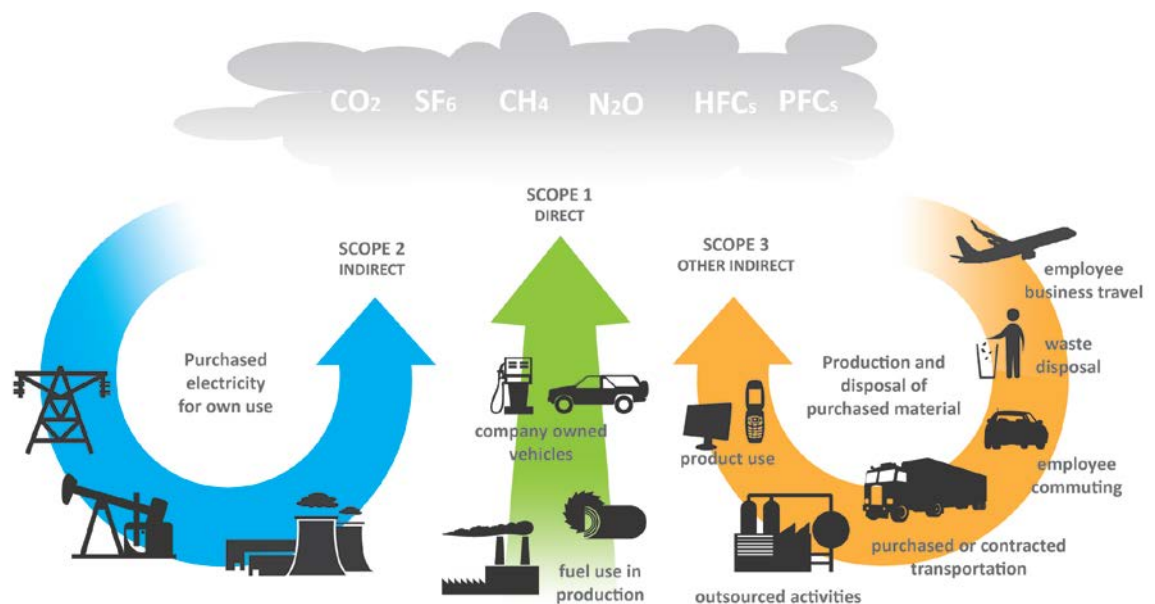 CO₂ SF₆ CH₄ N₂O HFCs PFCs
SCOPE 2
INDIRECT
Purchased
electricity
for own use
SCOPE 1
DIRECT
company owned
vehicles
fuel use in
production
SCOPE 3
OTHER INDIRECT
Production and
disposal of
purchased material
employee
business travel
waste
disposal
employee
commuting
purchased or contracted
transportation
outsourced activities
product use